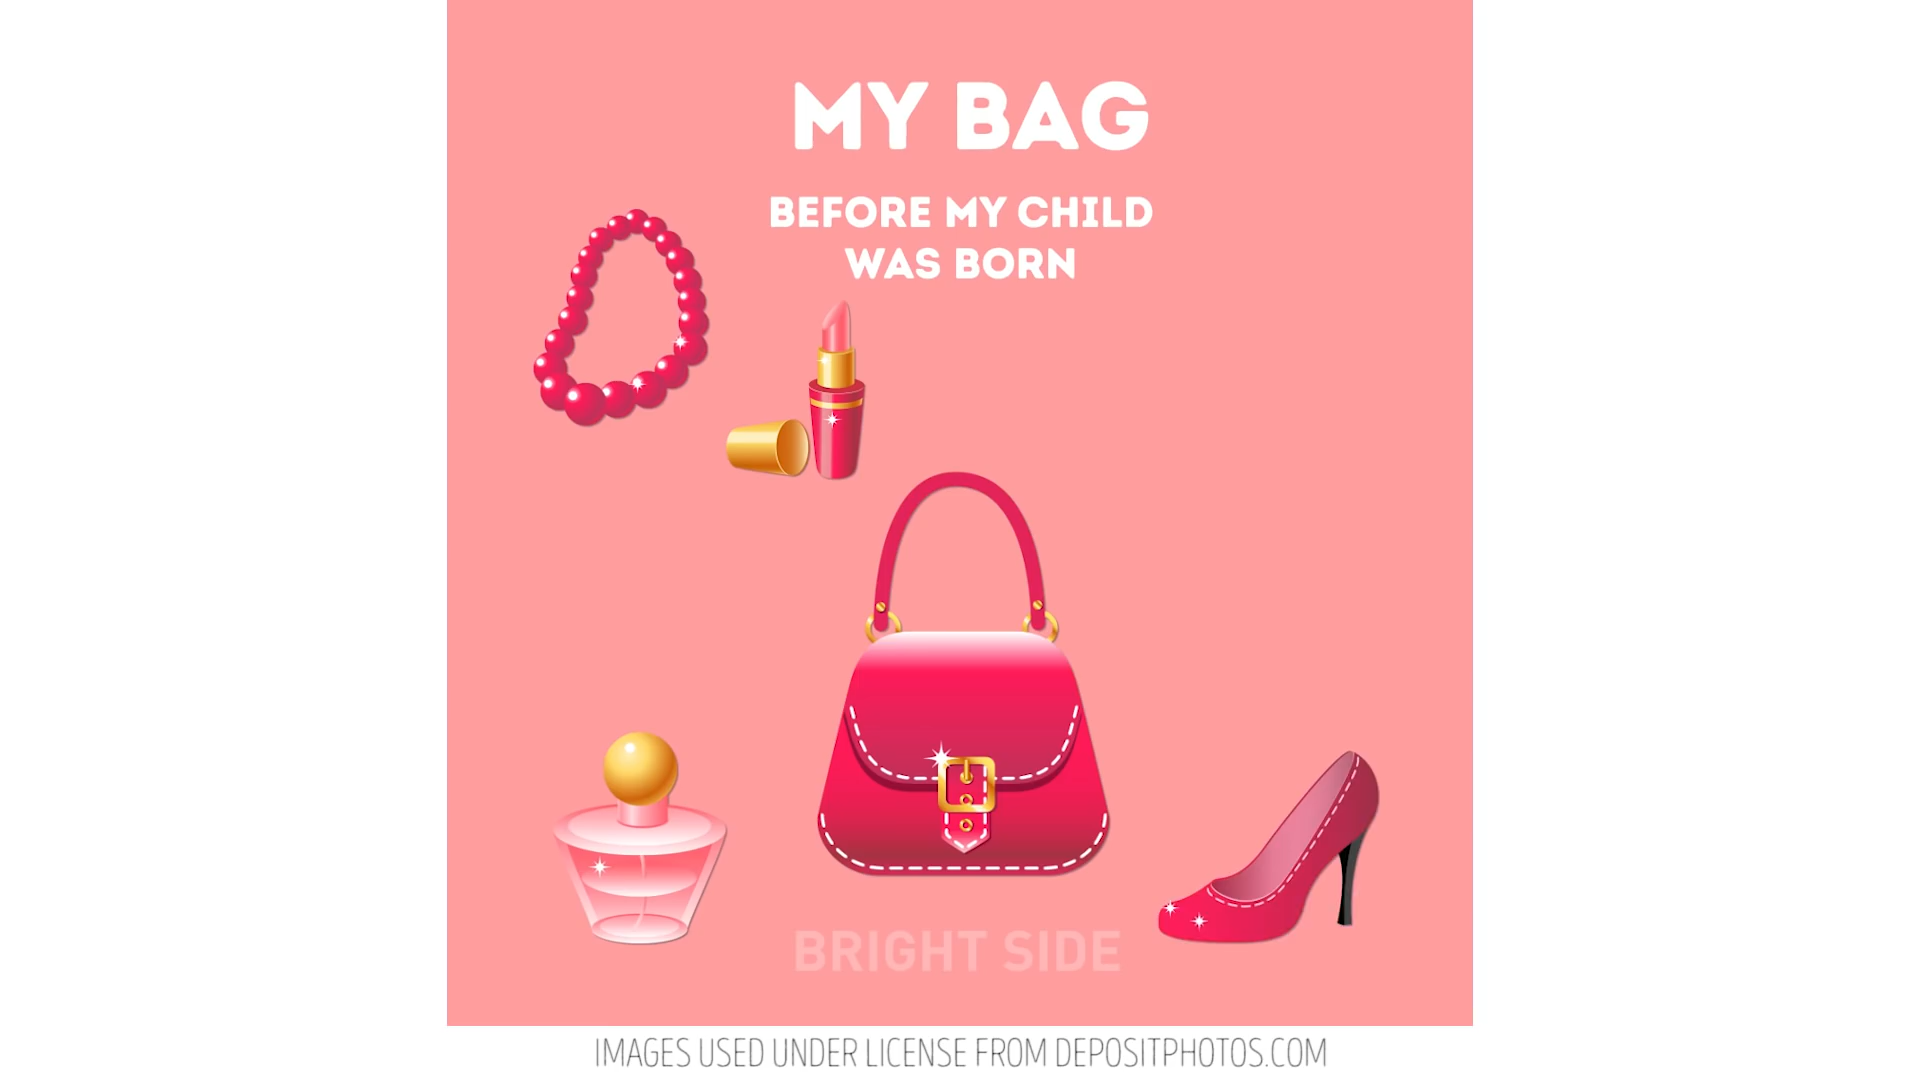 MY BAG
BEFORE MY CHILD
WAS BORN
BRIGHT SIDE
IMAGES USED UNDER LICENSE FROM DEPOSITPHOTOS.COM